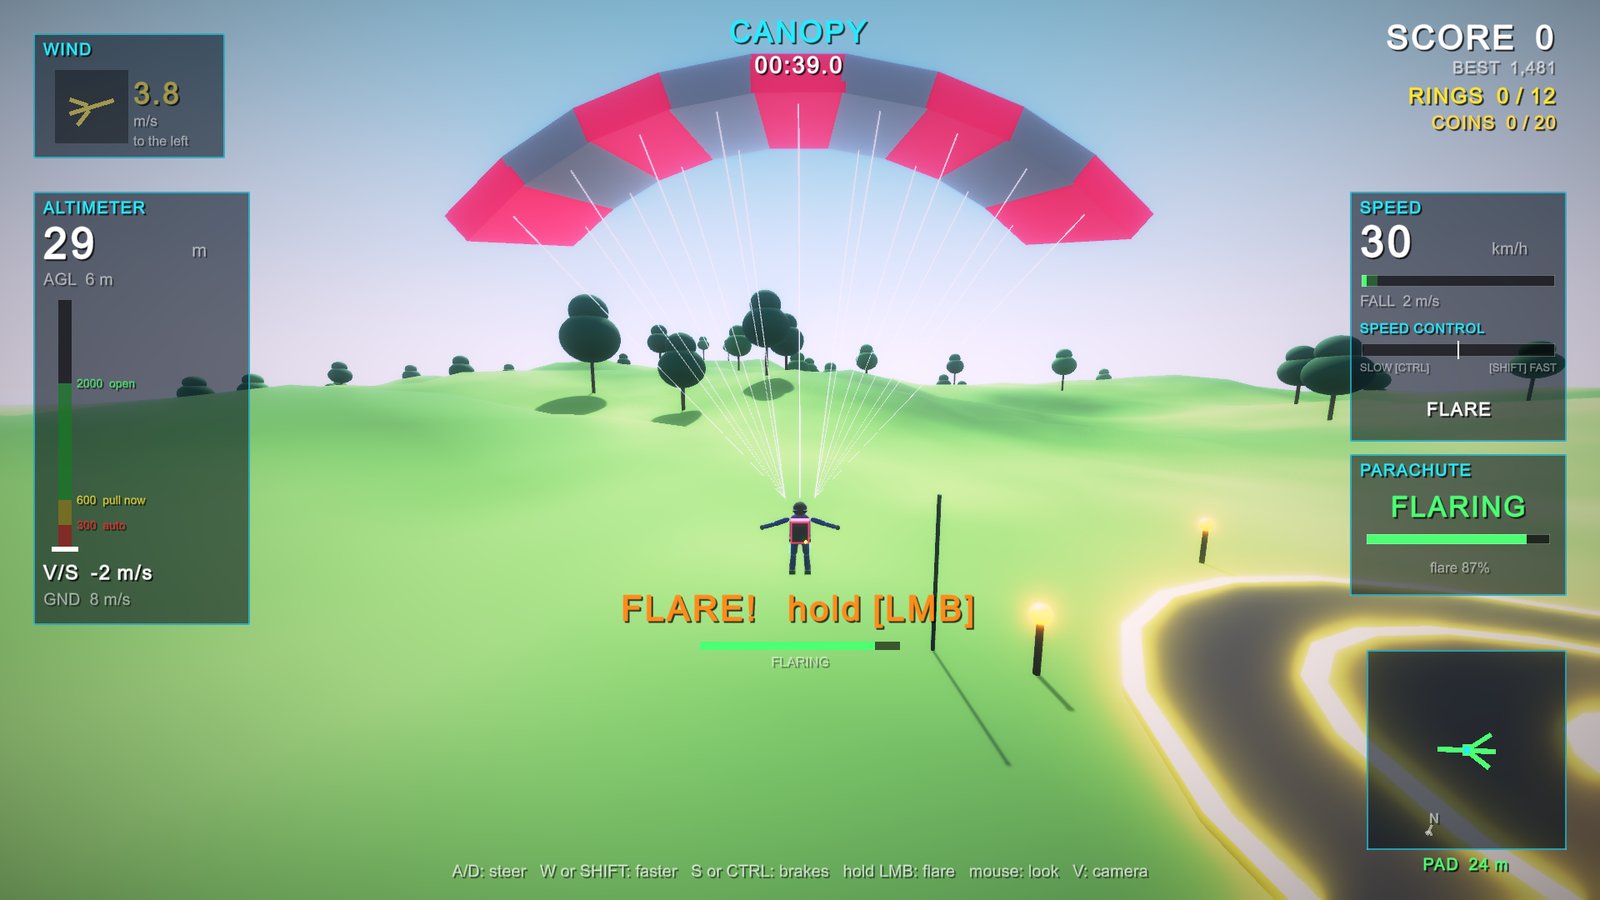 WIND
3.8
m/s
to the left
ALTIMETER
29 m
AGL 6 m
2000 open
600 pull now
300 auto
V/S -2 m/s
GND 8 m/s
CANOPY
00:39.0
SCORE 0
BEST 1,481
RINGS 0 / 12
COINS 0 / 20
SPEED
30 km/h
FALL 2 m/s
SPEED CONTROL
SLOW [CTRL] [SHIFT] FAST
FLARE
PARACHUTE
FLARING
flare 87%
FLARE! hold [LMB]
FLARING
N
PAD 24 m
A/D: steer W or SHIFT: faster S or CTRL: brakes hold LMB: flare mouse: look V: camera